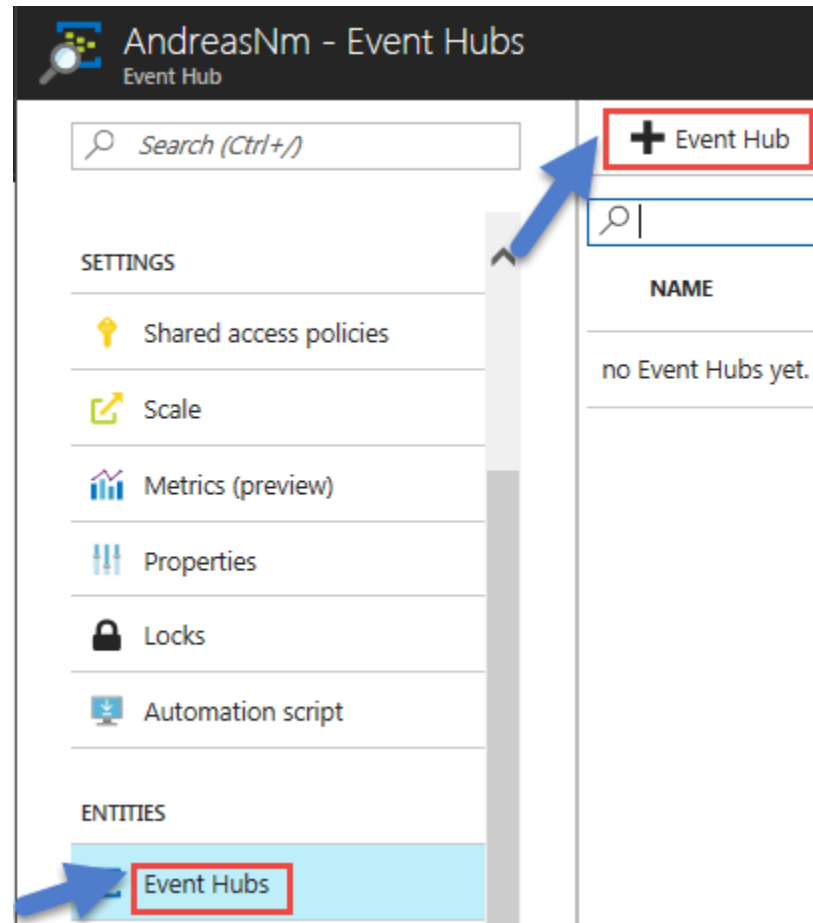 AndreasNm - Event Hubs
Event Hub
Search (Ctrl+/)
SETTINGS
Shared access policies
Scale
Metrics (preview)
Properties
Locks
Automation script
ENTITIES
Event Hubs
Event Hub
NAME
no Event Hubs yet.